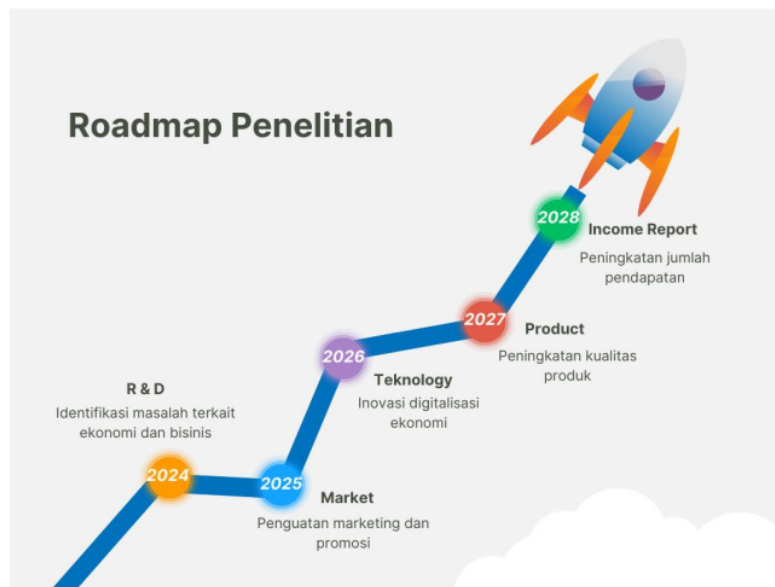 Roadmap Penelitian
2028
Income Report
Peningkatan jumlah
pendapatan
2027
Product
Peningkatan kualitas
produk
2026
Teknology
Inovasi digitalisasi
ekonomi
R & D
Identifikasi masalah terkait
ekonomi dan bisinis
2024
2025
Market
Penguatan marketing dan
promosi